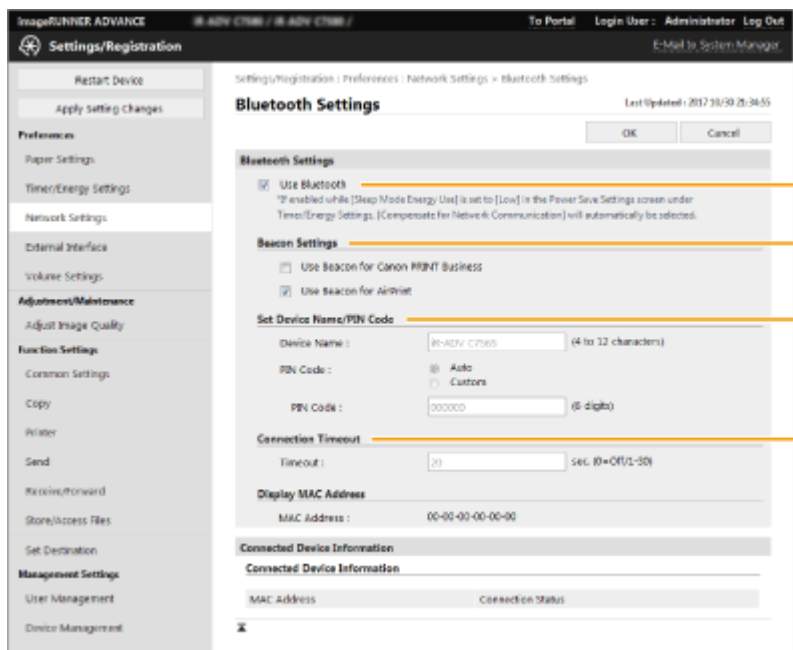 imageRUNNER ADVANCE
To Portal Login User : Administrator Log Out
Settings/Registration
E-Mail to System Manager
Restart Device
Apply Setting Changes
Preferences
Paper Settings
Timer/Energy Settings
Network Settings
External Interface
Volume Settings
Adjustment/Maintenance
Adjust Image Quality
Function Settings
Common Settings
Copy
Printer
Send
Receive/Forward
Store/Access Files
Set Destination
Management Settings
User Management
Device Management
Settings/Registration : Preferences : Network Settings > Bluetooth Settings
Bluetooth Settings
Last Updated : 2017 10/30
OK Cancel
Bluetooth Settings
Use Bluetooth
*If enabled while [Sleep Mode Energy Use] is set to [Low] in the Power Save Settings screen under
Timer/Energy Settings, [Compensate for Network Communication] will automatically be selected.
Beacon Settings
Use Beacon for Canon PRINT Business
Use Beacon for AirPrint
Set Device Name/PIN Code
Device Name : iR-ADV C7565 (4 to 12 characters)
PIN Code : Auto
Custom
PIN Code : 000000 (6 digits)
Connection Timeout
Timeout : 20 sec. (0=Off/1-30)
Display MAC Address
MAC Address : 00-00-00-00-00-00
Connected Device Information
Connected Device Information
MAC Address Connection Status